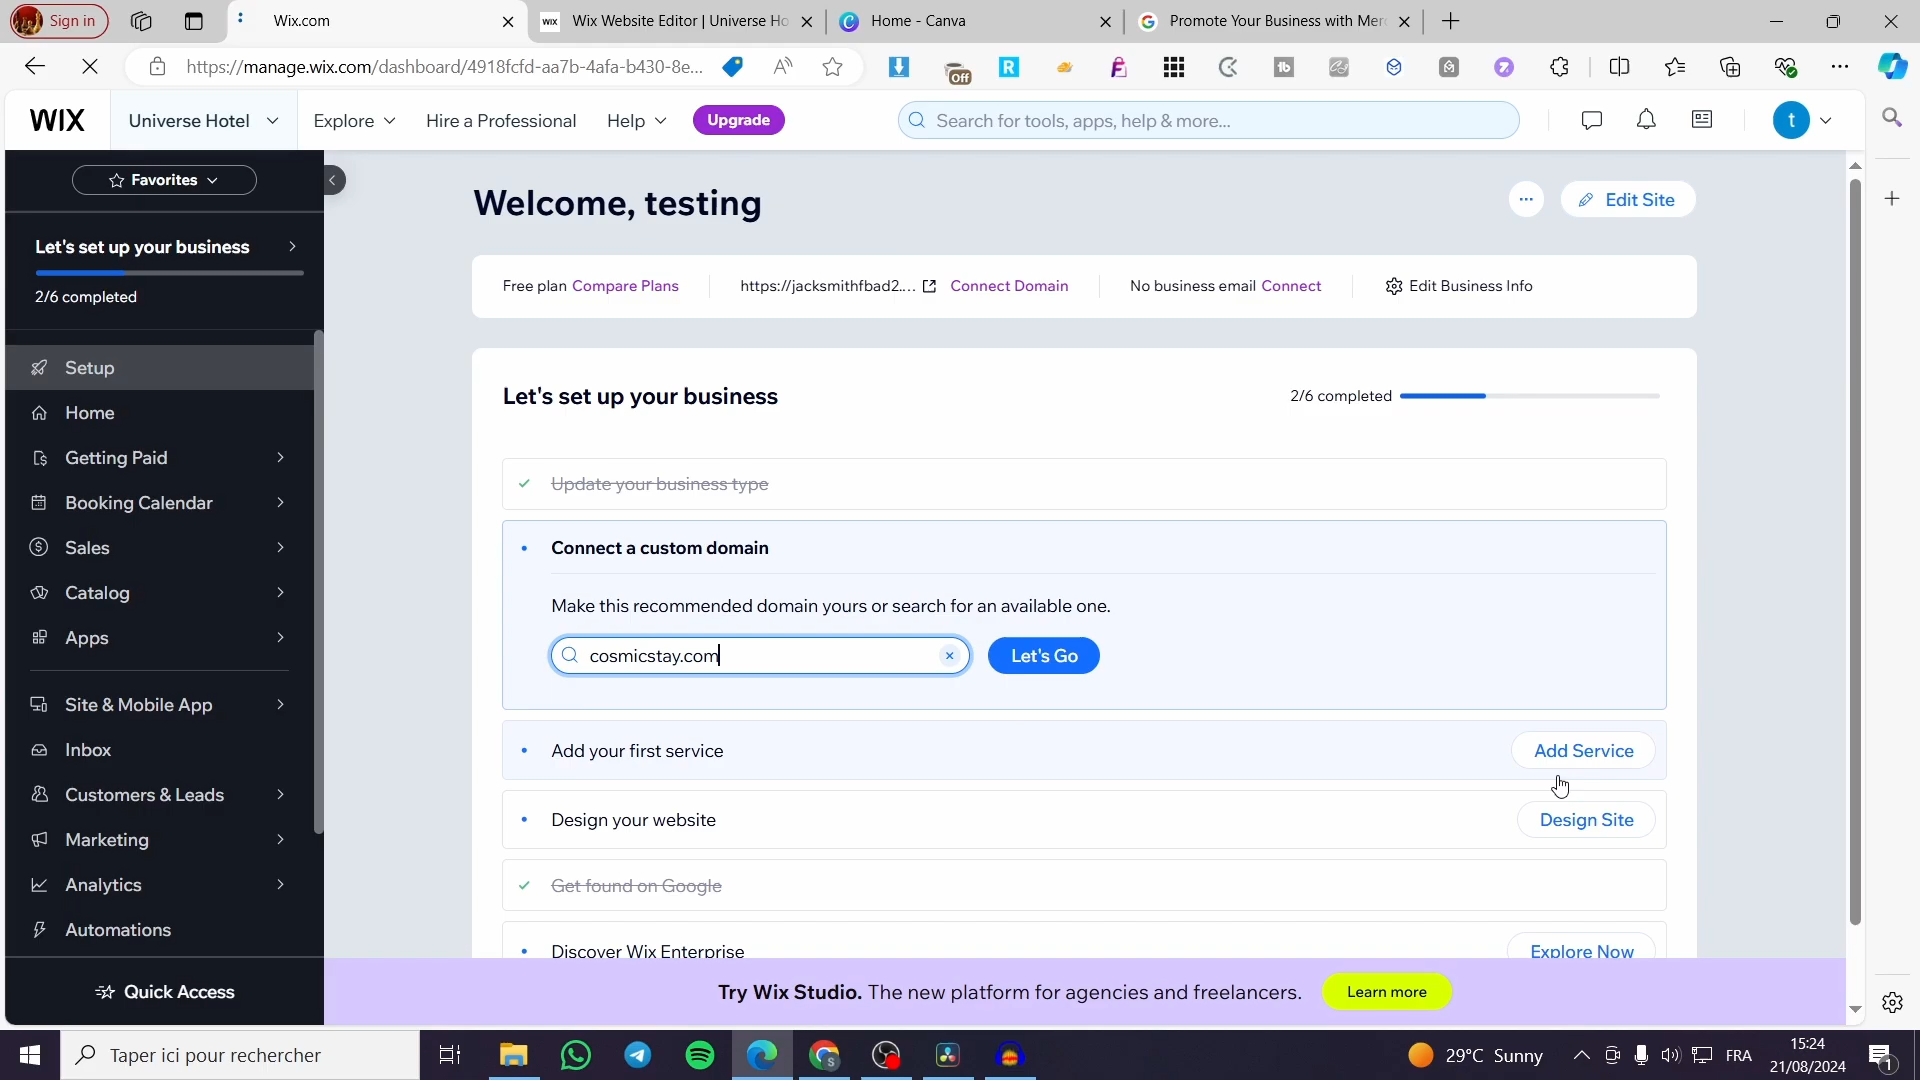 Sign in
Wix.com
Wix Website Editor | Universe Ho
Home - Canva
Promote Your Business with Merc
https://manage.wix.com/dashboard/4918fcfd-aa7b-4afa-b430-8e...
Off
WIX
Universe Hotel
Explore
Hire a Professional
Help
Upgrade
Search for tools, apps, help & more...
t
Favorites
Let's set up your business
2/6 completed
Setup
Home
Getting Paid
Booking Calendar
Sales
Catalog
Apps
Site & Mobile App
Inbox
Customers & Leads
Marketing
Analytics
Automations
Quick Access
Welcome, testing
Edit Site
Free plan Compare Plans
https://jacksmithfbad2.... Connect Domain
No business email Connect
Edit Business Info
Let's set up your business
2/6 completed
Update your business type
Connect a custom domain
Make this recommended domain yours or search for an available one.
cosmicstay.com
Let's Go
Add your first service
Add Service
Design your website
Design Site
Get found on Google
Discover Wix Enterprise
Explore Now
Try Wix Studio. The new platform for agencies and freelancers.
Learn more
Taper ici pour rechercher
29°C Sunny
FRA
15:24
21/08/2024
1